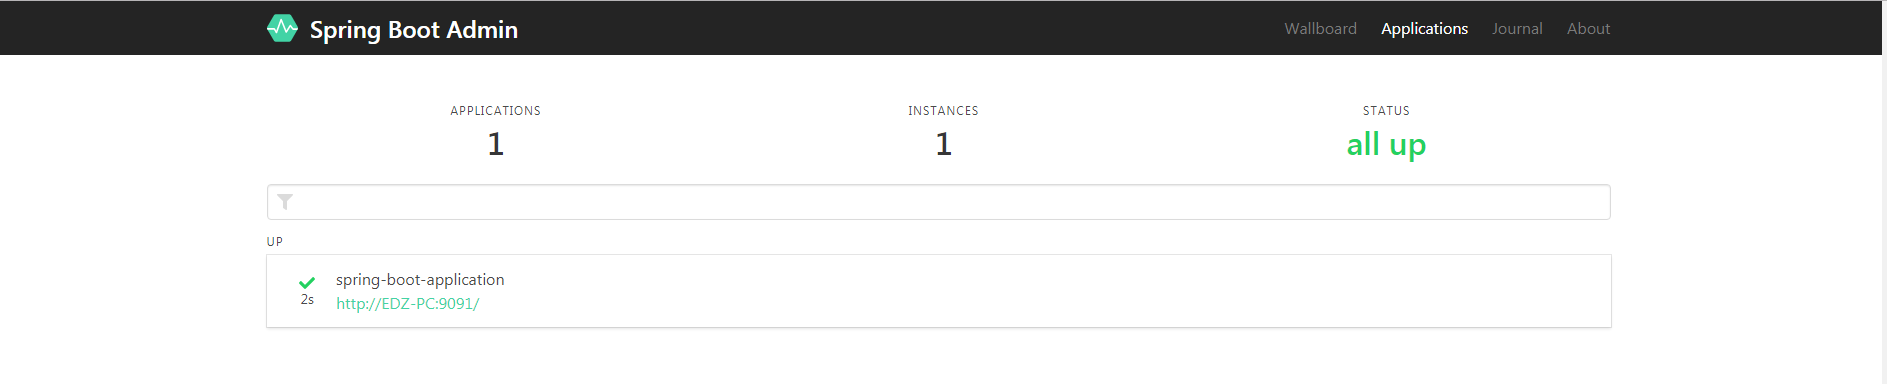 Spring Boot Admin
Wallboard Applications Journal About
APPLICATIONS INSTANCES STATUS
1 1 all up
UP
spring-boot-application
2s
http://EDZ-PC:9091/